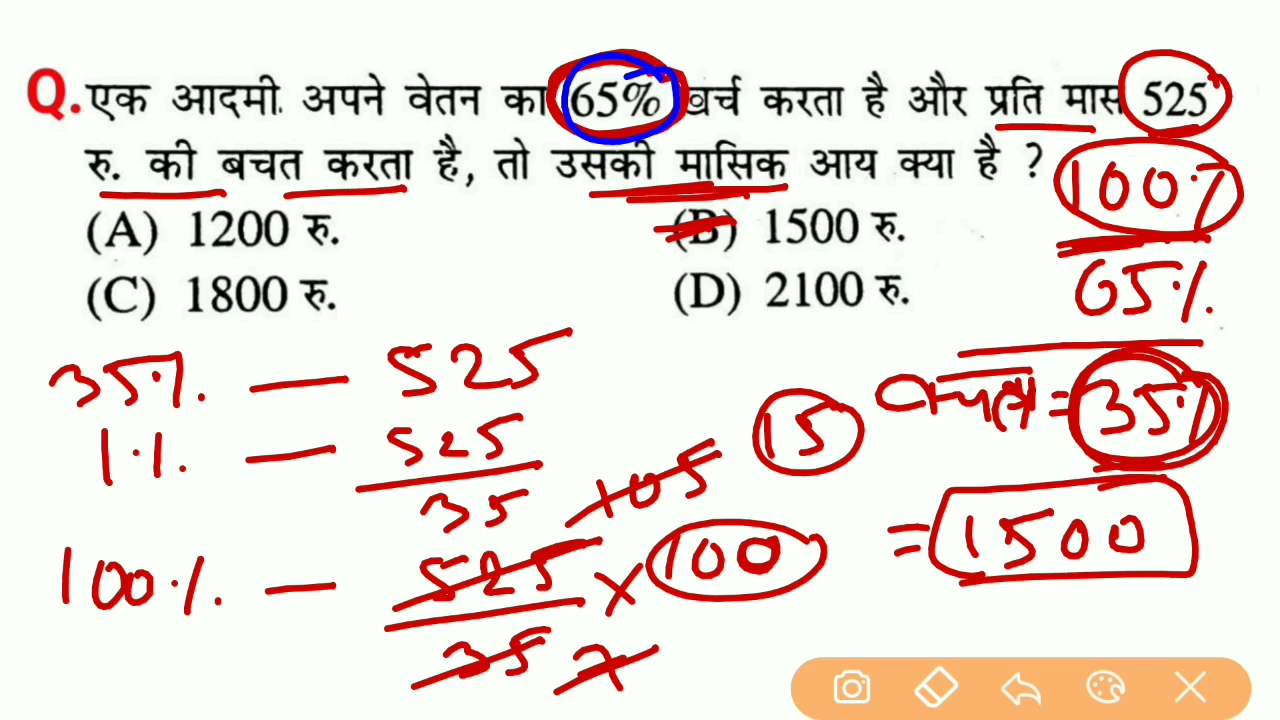 Q. एक आदमी अपने वेतन का 65% खर्च करता है और प्रति मास 525
रु. की बचत करता है, तो उसकी मासिक आय क्या है ?
(A) 1200 रु. (B) 1500 रु.
(C) 1800 रु. (D) 2100 रु.
100%
65%
बचत = 35%
35% — 525
1% — 525
35
105
15
100% — 525 × 100
35 7
= 1500